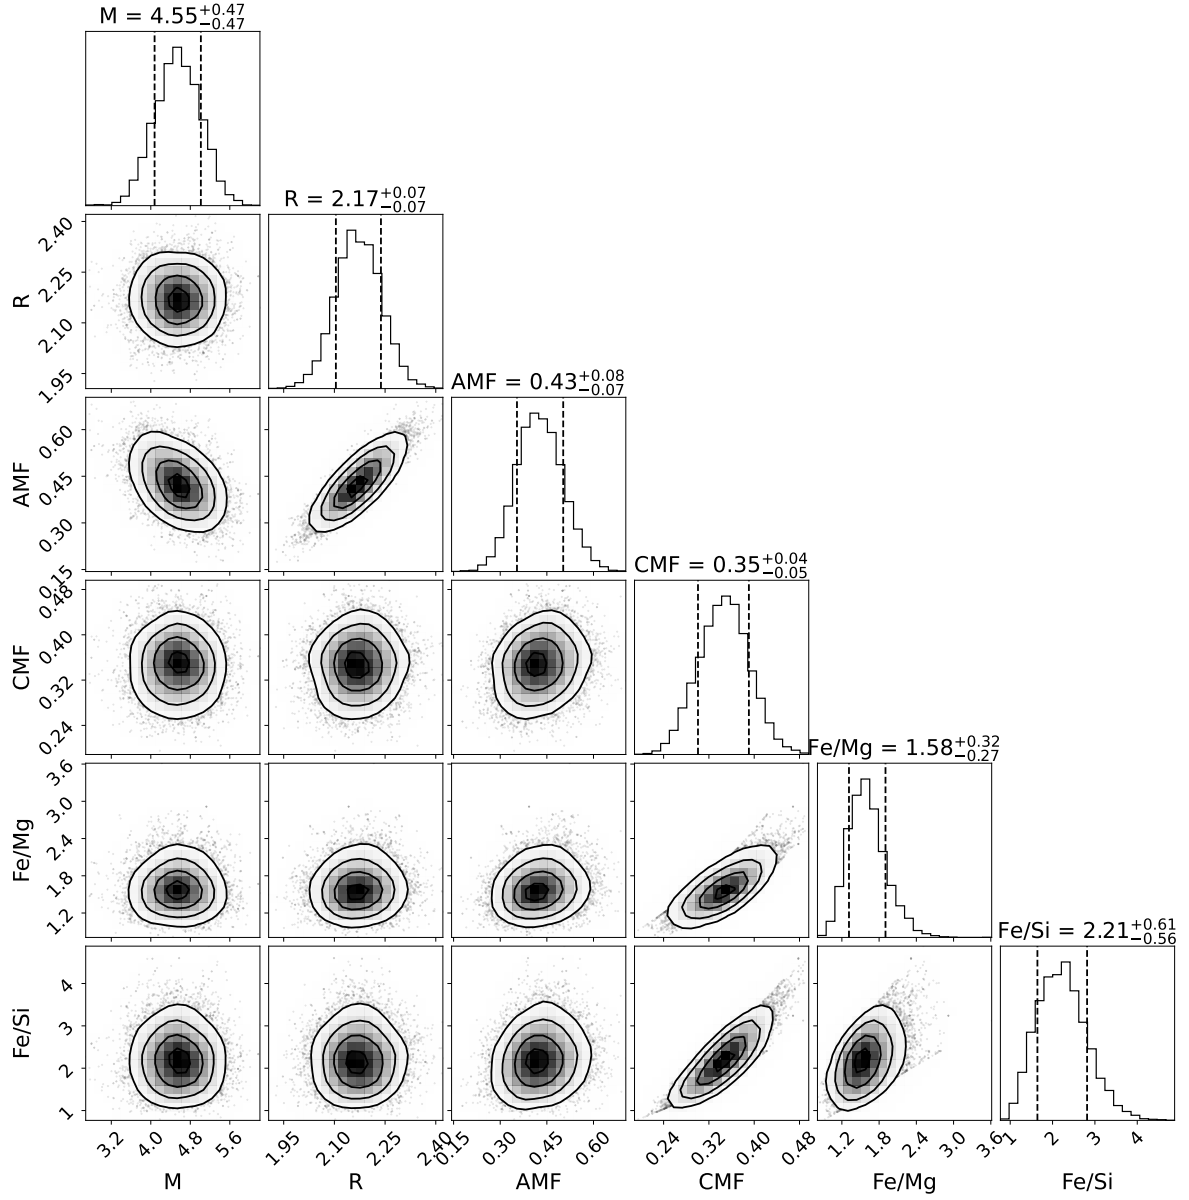 M = 4.55+0.47−0.47
R = 2.17+0.07−0.07
2.40
2.25
2.10
1.95
R
AMF = 0.43+0.08−0.07
0.60
0.45
0.30
0.15
AMF
CMF = 0.35+0.04−0.05
0.48
0.40
0.32
0.24
CMF
Fe/Mg = 1.58+0.32−0.27
3.6
3.0
2.4
1.8
1.2
Fe/Mg
Fe/Si = 2.21+0.61−0.56
4
3
2
1
Fe/Si
3.2 4.0 4.8 5.6
1.95 2.10 2.25 2.40
0.15 0.30 0.45 0.60
0.24 0.32 0.40 0.48
1.2 1.8 2.4 3.0 3.6
1 2 3 4
M R AMF CMF Fe/Mg Fe/Si